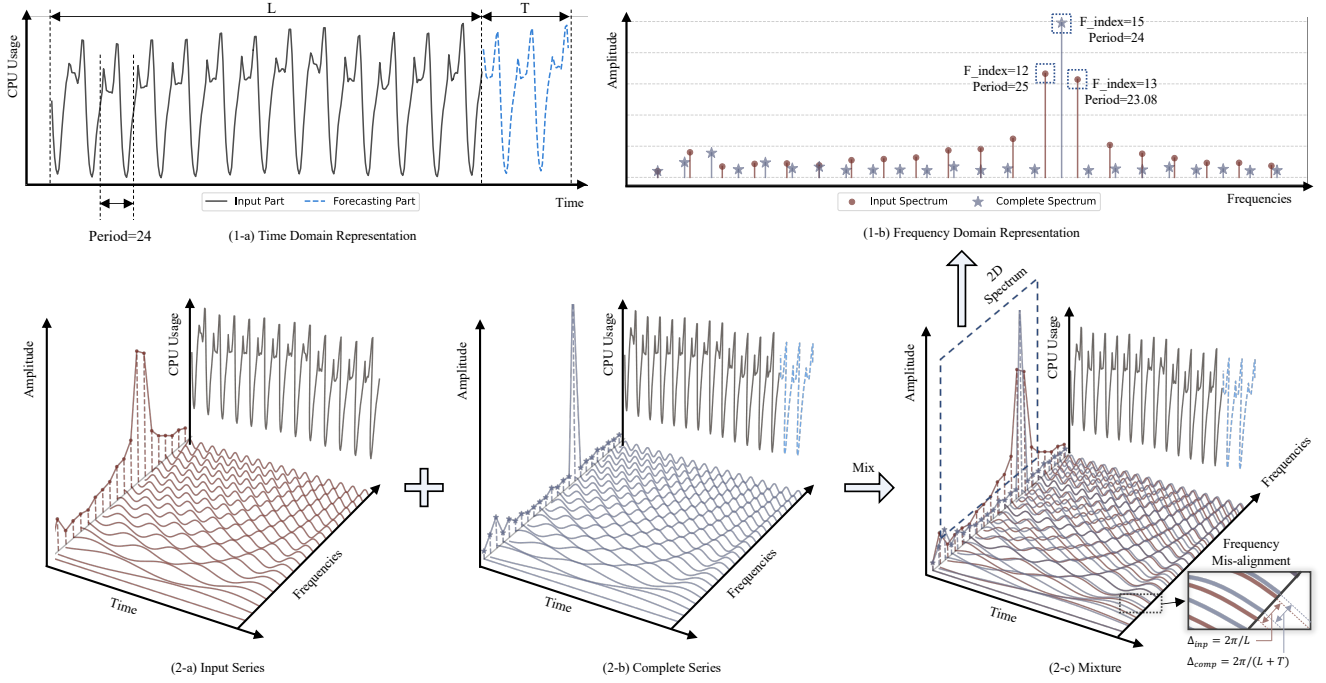 L
T
CPU Usage
Input Part
Forecasting Part
Time
Period=24
(1-a) Time Domain Representation
Amplitude
F_index=15
Period=24
F_index=12
Period=25
F_index=13
Period=23.08
Input Spectrum
Complete Spectrum
Frequencies
(1-b) Frequency Domain Representation
2D
Spectrum
Amplitude
CPU Usage
Time
Frequencies
(2-a) Input Series
Amplitude
CPU Usage
Time
Frequencies
(2-b) Complete Series
Mix
Amplitude
CPU Usage
Frequencies
Time
Frequency
Mis-alignment
Δ_inp = 2π/L
Δ_comp = 2π/(L + T)
(2-c) Mixture